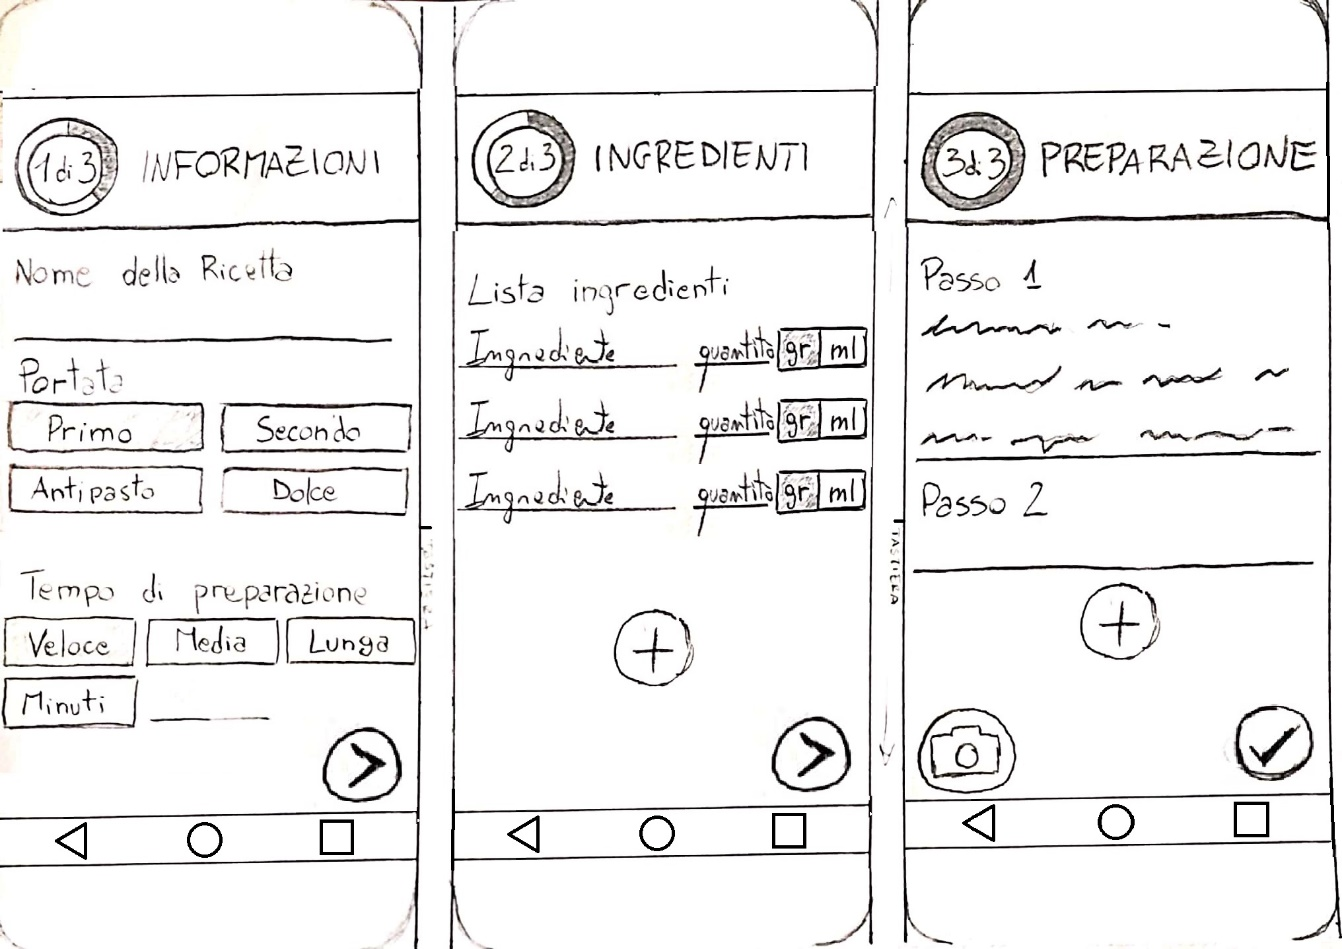 1 di 3 INFORMAZIONI
Nome della Ricetta
Portata
Primo Secondo
Antipasto Dolce
Tempo di preparazione
Veloce Media Lunga
Minuti
TASTIERA
2 di 3 INGREDIENTI
Lista ingredienti
Ingrediente quantità gr ml
Ingrediente quantità gr ml
Ingrediente quantità gr ml
+
TASTIERA
3 di 3 PREPARAZIONE
Passo 1
Passo 2
+